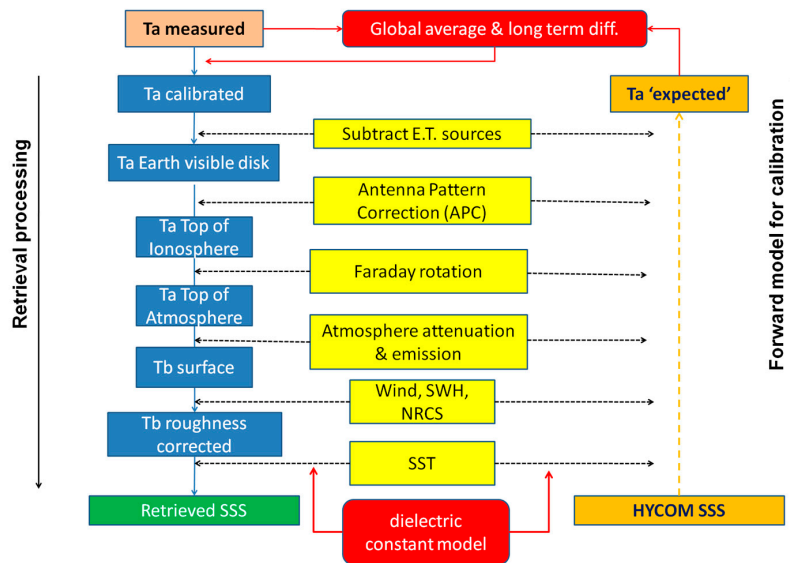 Ta measured
Global average & long term diff.
Ta calibrated
Ta 'expected'
Subtract E.T. sources
Ta Earth visible disk
Antenna Pattern
Correction (APC)
Ta Top of
Ionosphere
Faraday rotation
Ta Top of
Atmosphere
Atmosphere attenuation
& emission
Tb surface
Wind, SWH,
NRCS
Tb roughness
corrected
SST
Retrieved SSS
dielectric
constant model
HYCOM SSS
Retrieval processing
Forward model for calibration